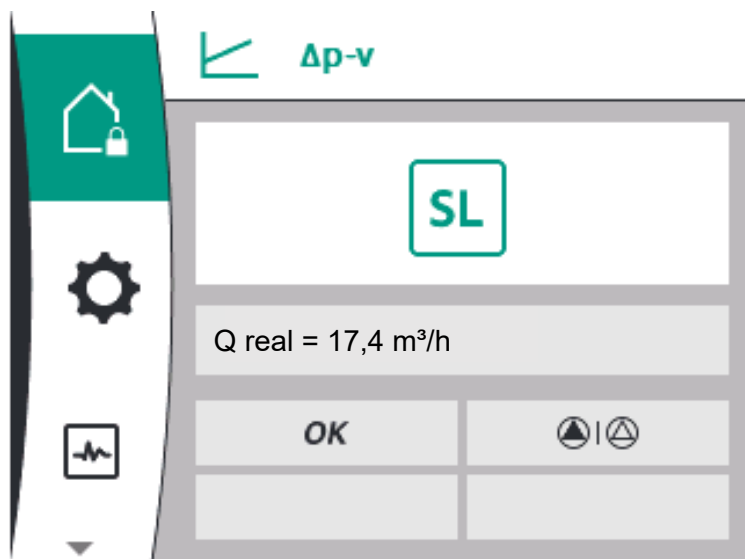 Δp-v
SL
Q real = 17,4 m³/h
OK